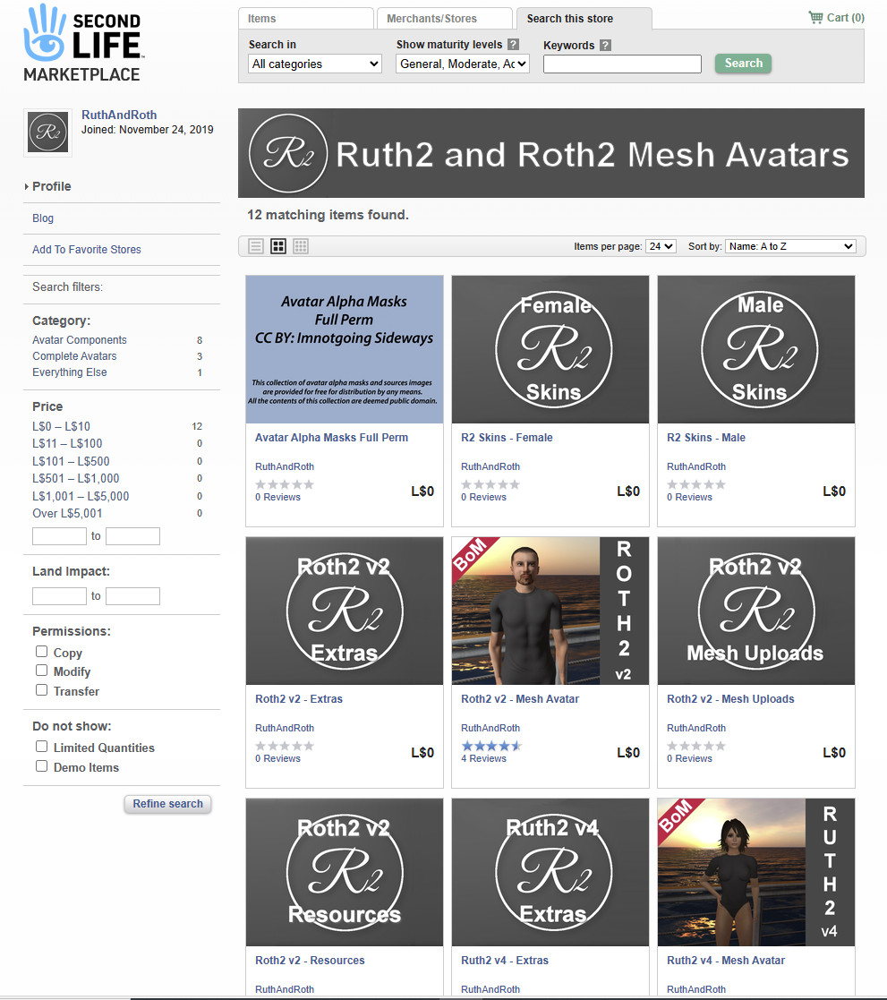 SECOND
LIFE™
MARKETPLACE
Items
Merchants/Stores
Search this store
Cart (0)
Search in
Show maturity levels ?
Keywords ?
All categories
General, Moderate, Ac
Search
R2
RuthAndRoth
Joined: November 24, 2019
R2 Ruth2 and Roth2 Mesh Avatars
Profile
Blog
Add To Favorite Stores
12 matching items found.
Items per page: 24
Sort by: Name: A to Z
Search filters:
Category:
Avatar Components 8
Complete Avatars 3
Everything Else 1
Price
L$0 – L$10 12
L$11 – L$100 0
L$101 – L$500 0
L$501 – L$1,000 0
L$1,001 – L$5,000 0
Over L$5,001 0
to
Land Impact:
to
Permissions:
Copy
Modify
Transfer
Do not show:
Limited Quantities
Demo Items
Refine search
Avatar Alpha Masks
Full Perm
CC BY: Imnotgoing Sideways
This collection of avatar alpha masks and sources images
are provided for free for distribution by any means.
All the contents of this collection are deemed public domain.
Avatar Alpha Masks Full Perm
RuthAndRoth
0 Reviews
L$0
Female
R2
Skins
R2 Skins - Female
RuthAndRoth
0 Reviews
L$0
Male
R2
Skins
R2 Skins - Male
RuthAndRoth
0 Reviews
L$0
Roth2 v2
R2
Extras
Roth2 v2 - Extras
RuthAndRoth
0 Reviews
L$0
BoM
ROTH2
v2
Roth2 v2 - Mesh Avatar
RuthAndRoth
4 Reviews
L$0
Roth2 v2
R2
Mesh Uploads
Roth2 v2 - Mesh Uploads
RuthAndRoth
0 Reviews
L$0
Roth2 v2
R2
Resources
Roth2 v2 - Resources
RuthAndRoth
Ruth2 v4
R2
Extras
Ruth2 v4 - Extras
RuthAndRoth
BoM
RUTH2
v4
Ruth2 v4 - Mesh Avatar
RuthAndRoth